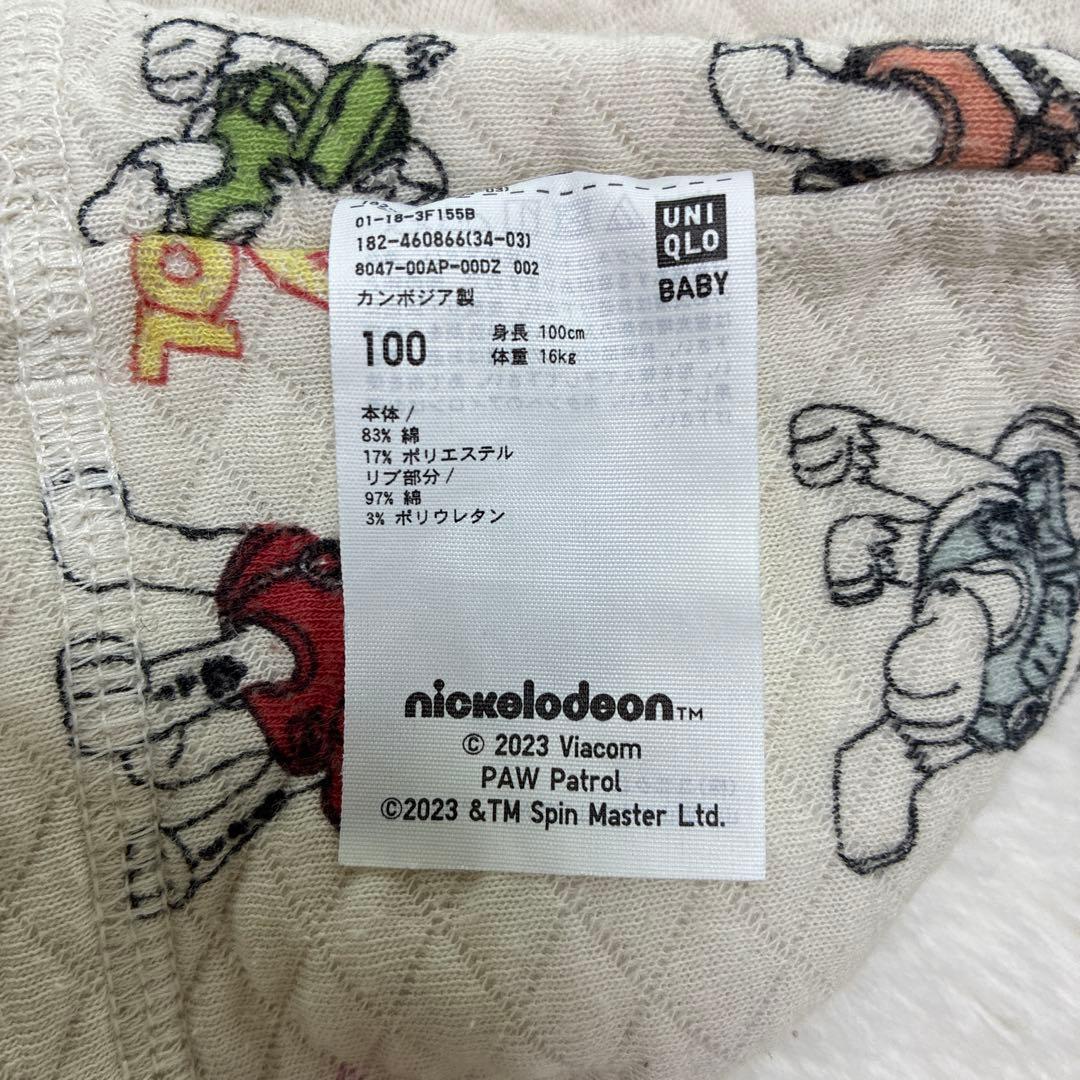 01-18-3F155B
182-460866(34-03)
8047-00AP-00DZ 002
カンボジア製
UNI
QLO
BABY
100
身長 100cm
体重 16kg
本体/
83% 綿
17% ポリエステル
リブ部分/
97% 綿
3% ポリウレタン
nickelodeon™
© 2023 Viacom
PAW Patrol
©2023 &TM Spin Master Ltd.
OL